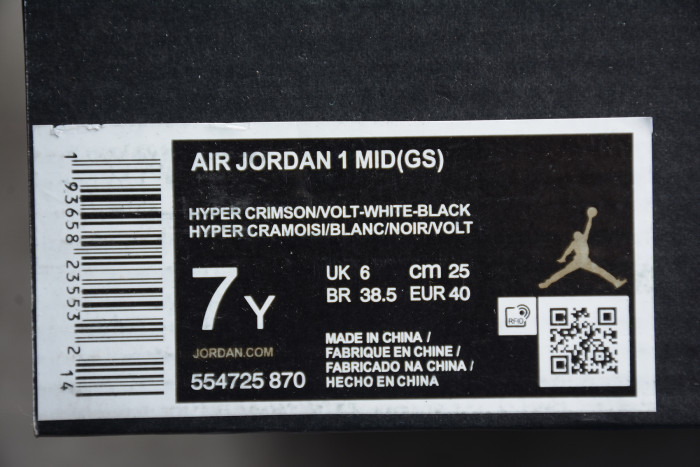 AIR JORDAN 1 MID(GS)
HYPER CRIMSON/VOLT-WHITE-BLACK
HYPER CRAMOISI/BLANC/NOIR/VOLT
7Y
UK 6 cm 25
BR 38.5 EUR 40
JORDAN.COM
554725 870
MADE IN CHINA /
FABRIQUE EN CHINE /
FABRICADO NA CHINA /
HECHO EN CHINA
RFID
1 93658 23553 2 14